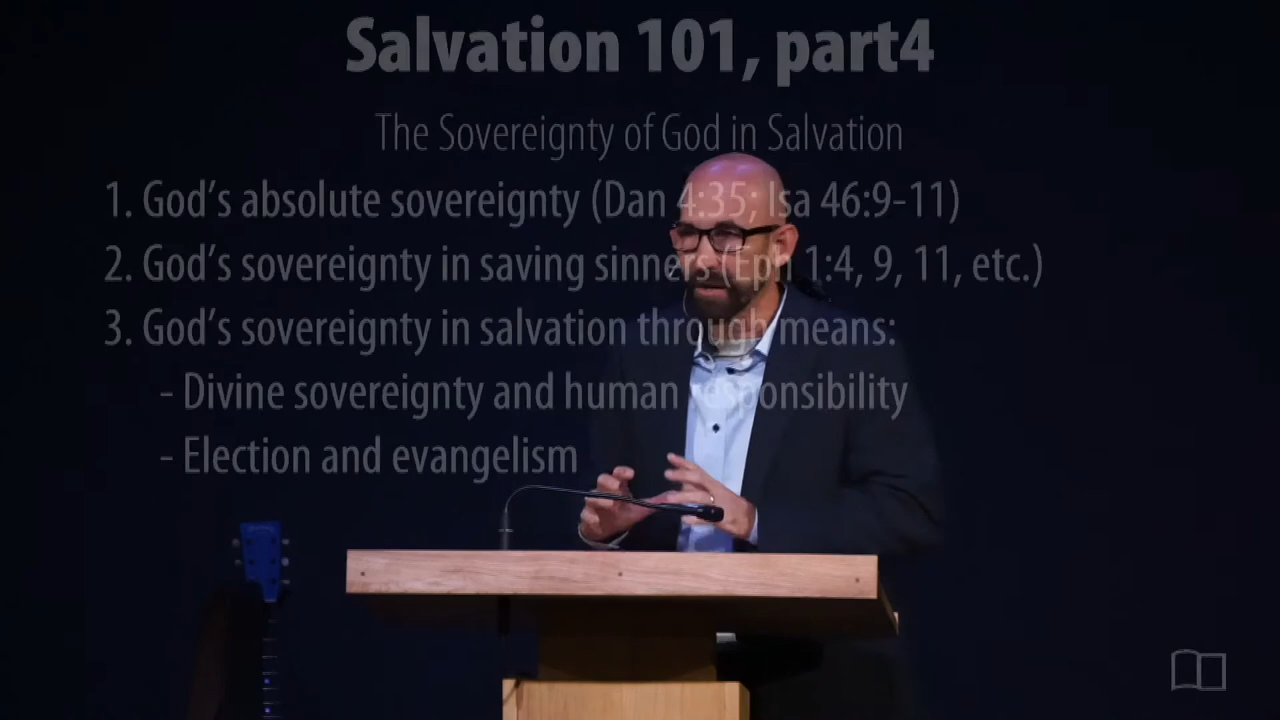 Salvation 101, part4
The Sovereignty of God in Salvation
1. God's absolute sovereignty (Dan 4:35; Isa 46:9-11)
2. God's sovereignty in saving sinners (Eph 1:4, 9, 11, etc.)
3. God's sovereignty in salvation through means:
- Divine sovereignty and human responsibility
- Election and evangelism